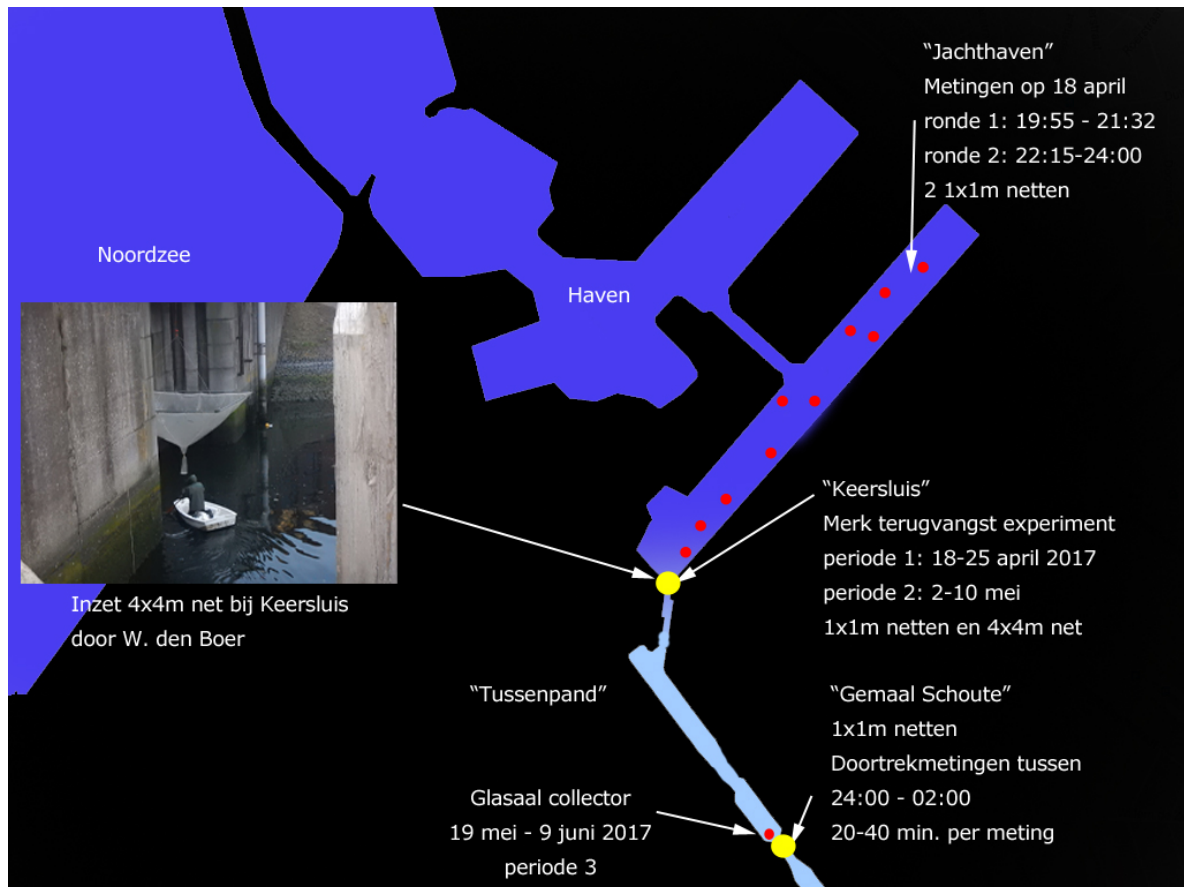 “Jachthaven”
Metingen op 18 april
ronde 1: 19:55 - 21:32
ronde 2: 22:15-24:00
2 1x1m netten
Noordzee
Haven
“Keersluis”
Merk terugvangst experiment
periode 1: 18-25 april 2017
periode 2: 2-10 mei
1x1m netten en 4x4m net
Inzet 4x4m net bij Keersluis
door W. den Boer
“Tussenpand”
“Gemaal Schoute”
1x1m netten
Doortrekmetingen tussen
24:00 - 02:00
20-40 min. per meting
Glasaal collector
19 mei - 9 juni 2017
periode 3